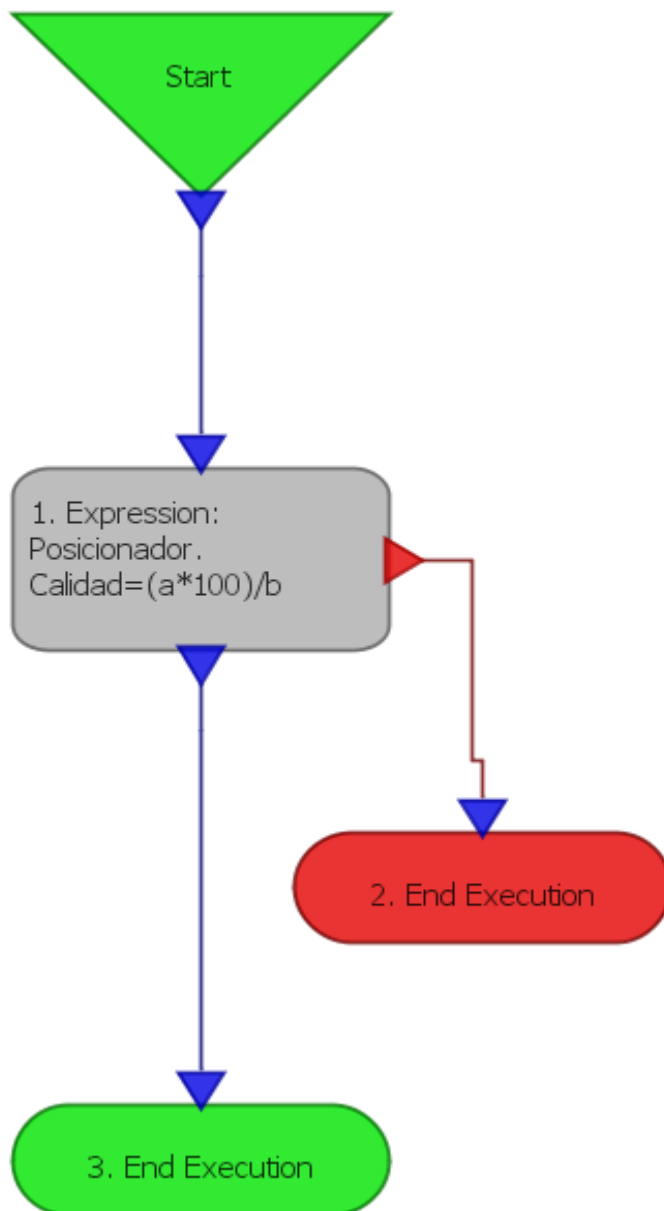 Start
1. Expression:
Posicionador.
Calidad=(a*100)/b
2. End Execution
3. End Execution